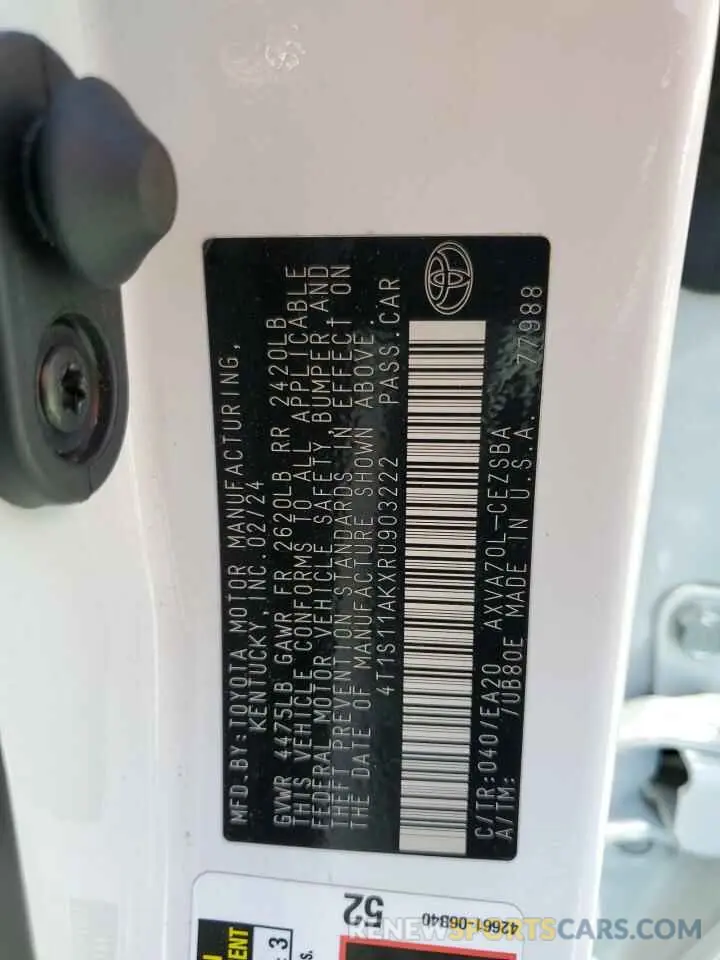 MFD.BY:TOYOTA MOTOR MANUFACTURING,
KENTUCKY, INC. 02/24
GVWR 4475LB GAWR FR 2620LB RR 2420LB
THIS VEHICLE CONFORMS TO ALL APPLICABLE
FEDERAL MOTOR VEHICLE SAFETY, BUMPER AND
THEFT PREVENTION STANDARDS IN EFFECT ON
THE DATE OF MANUFACTURE SHOWN ABOVE.
4T1S11AKXRU903222 PASS.CAR
C/TR:040/EA20 AXVA70L-CEZSBA
A/TM: /UB80E MADE IN U.S.A. 77988
52
42661-06B40
3
RENEWSPORTSCARS.COM